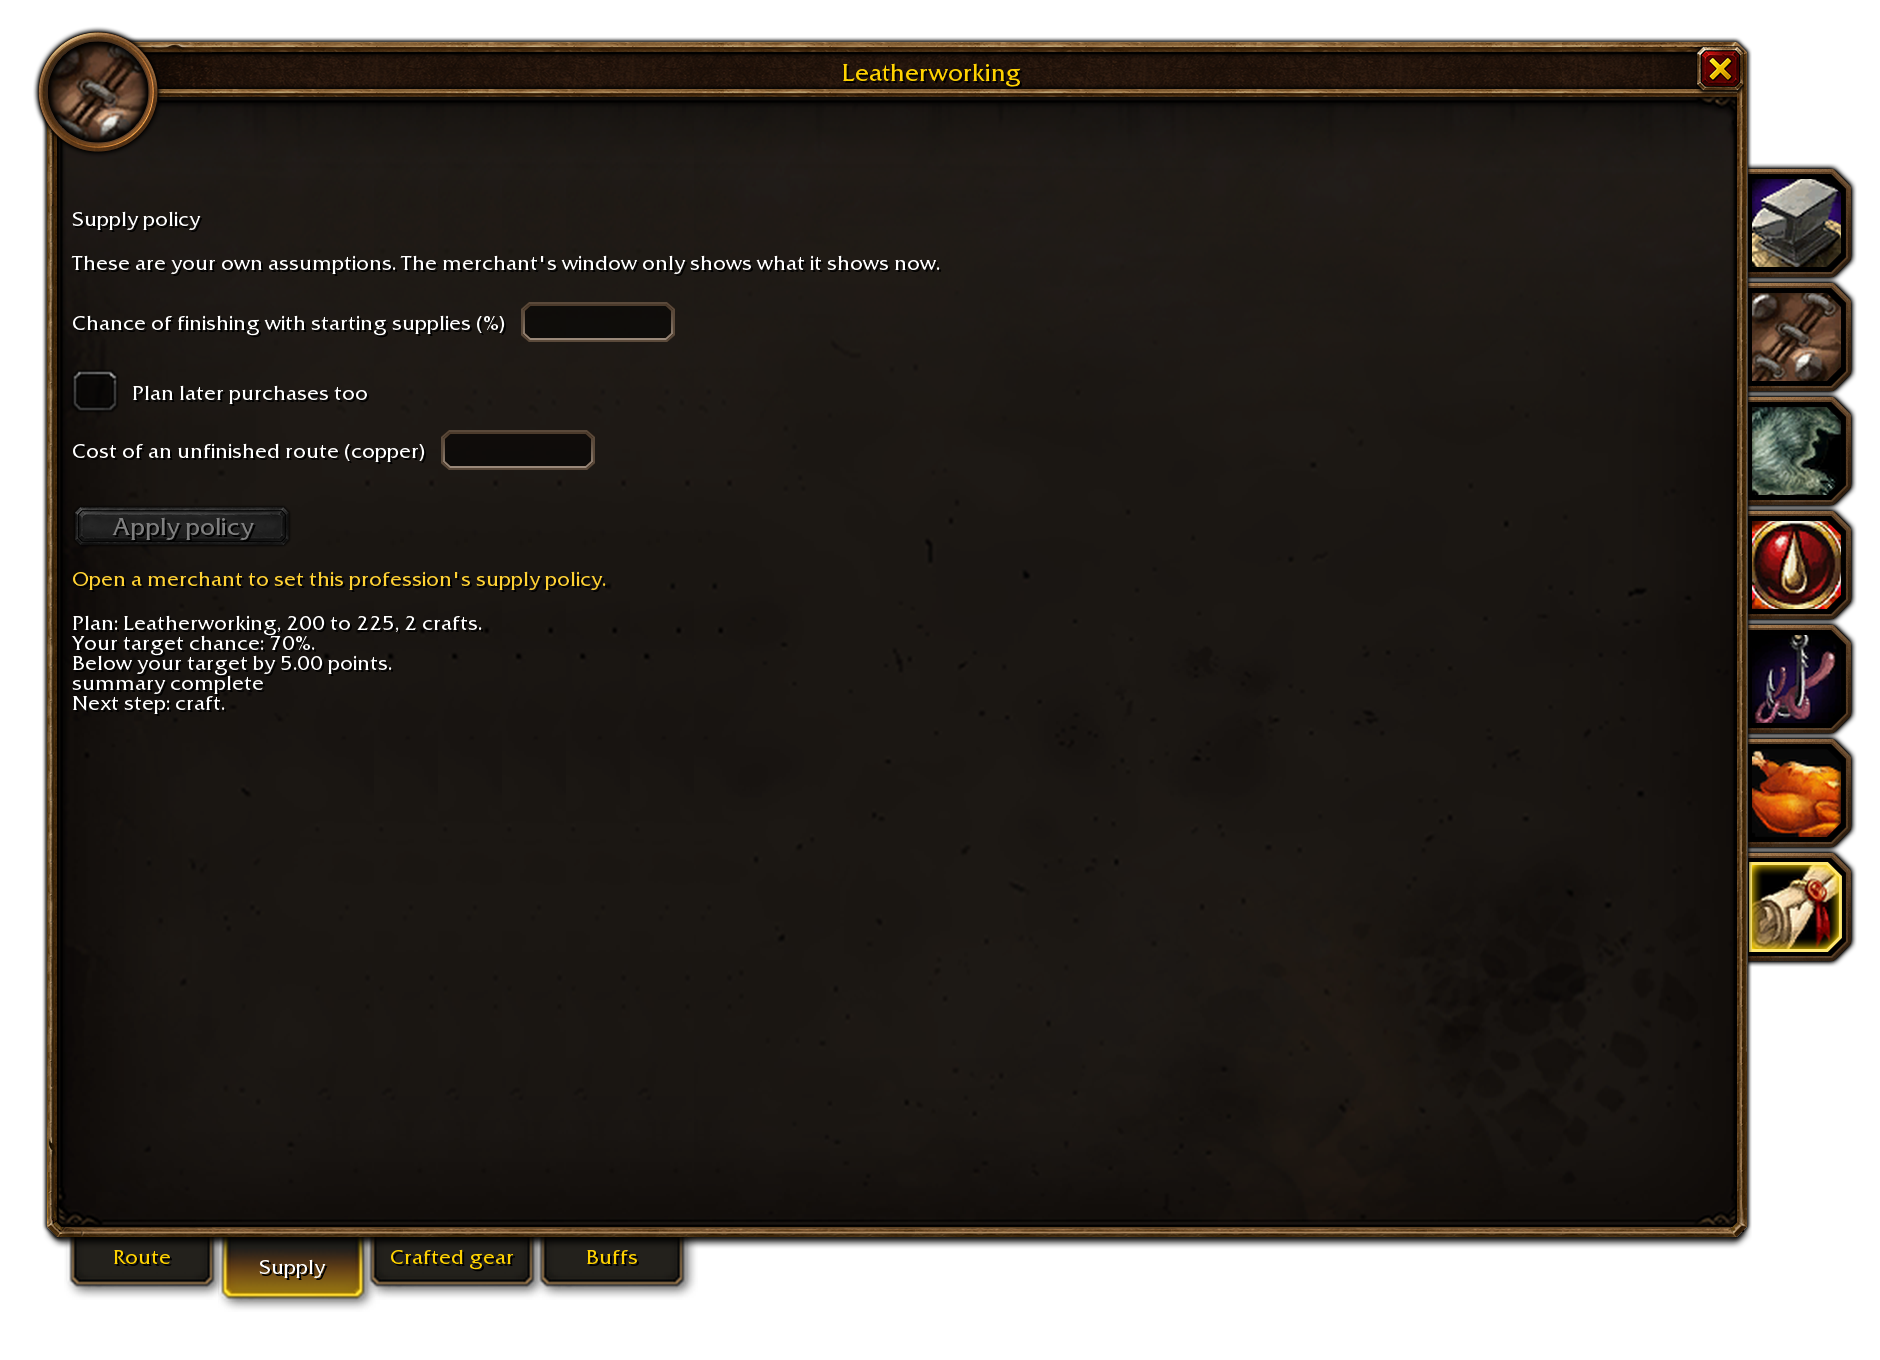 Leatherworking
Supply policy
These are your own assumptions. The merchant's window only shows what it shows now.
Chance of finishing with starting supplies (%)
Plan later purchases too
Cost of an unfinished route (copper)
Apply policy
Open a merchant to set this profession's supply policy.
Plan: Leatherworking, 200 to 225, 2 crafts.
Your target chance: 70%.
Below your target by 5.00 points.
summary complete
Next step: craft.
Route
Supply
Crafted gear
Buffs